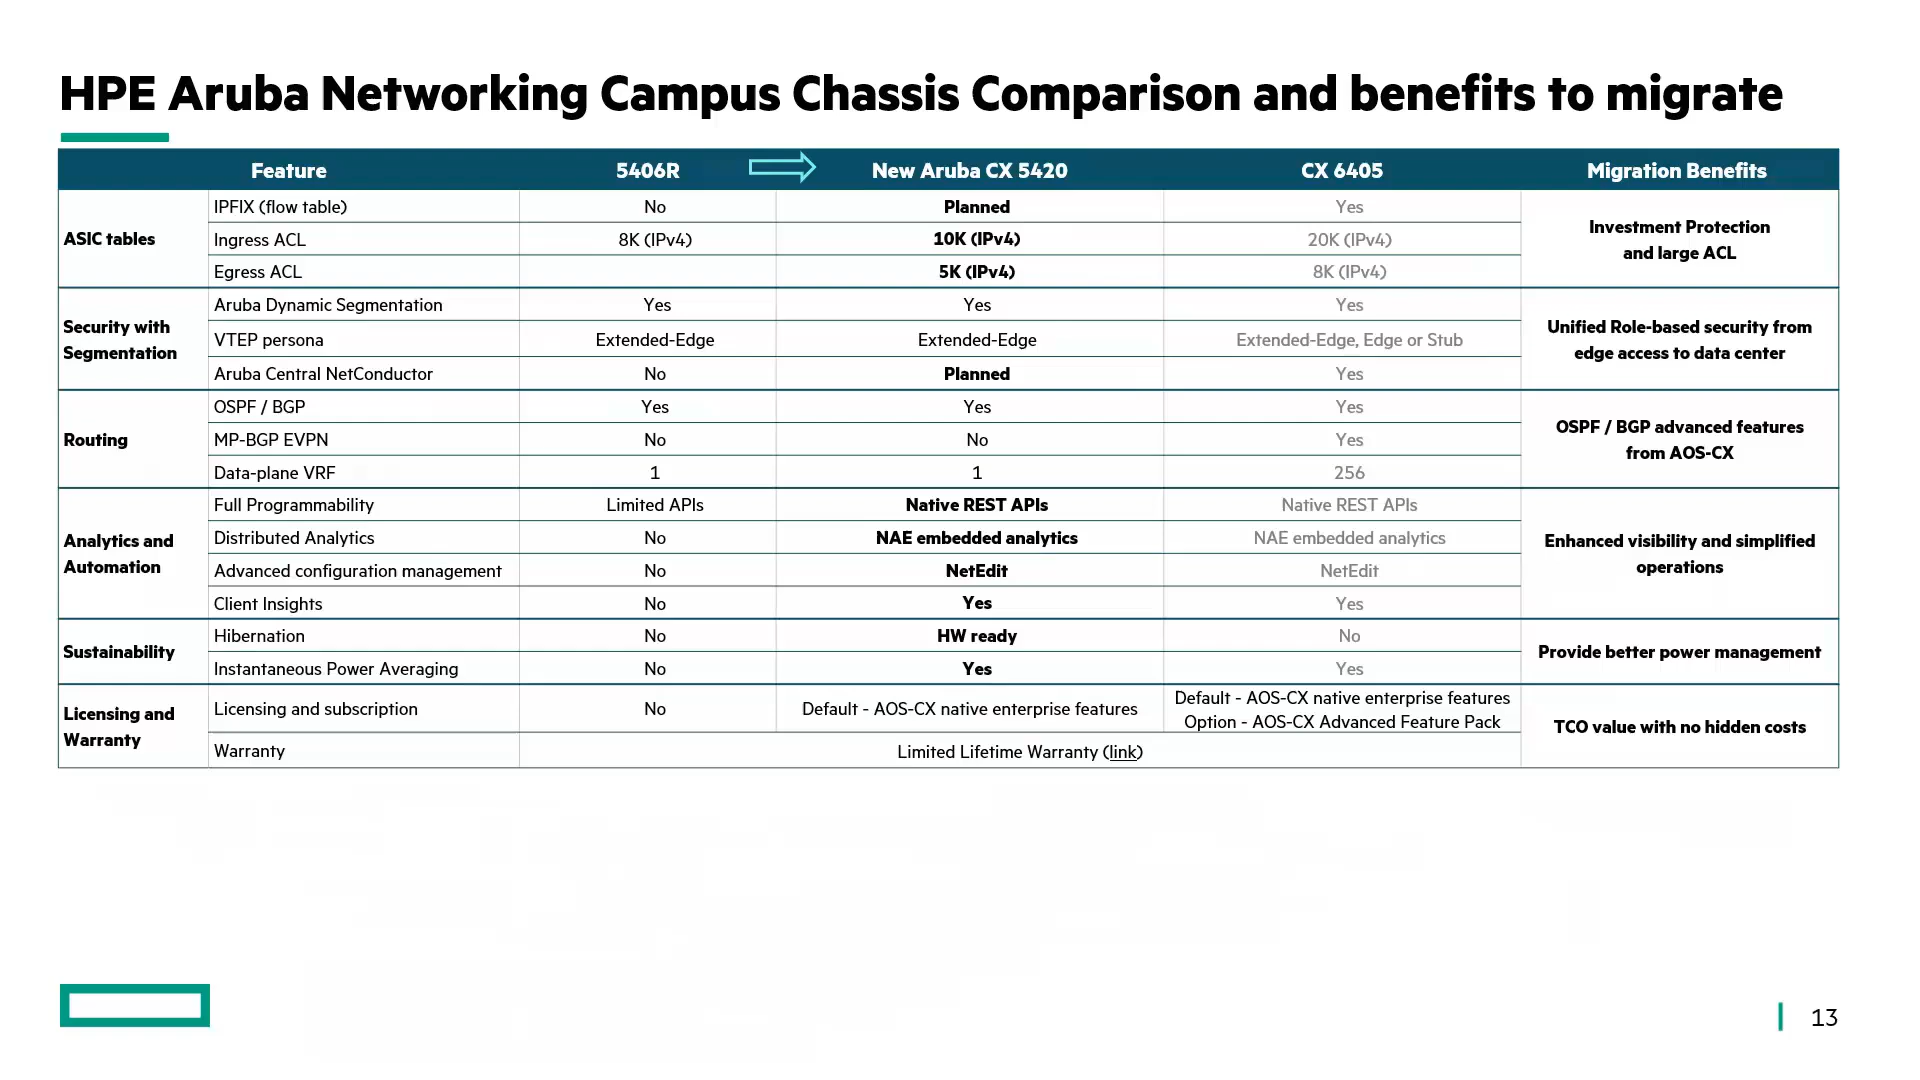 HPE Aruba Networking Campus Chassis Comparison and benefits to migrate
Feature 5406R New Aruba CX 5420 CX 6405 Migration Benefits
ASIC tables
IPFIX (flow table) No Planned Yes
Ingress ACL 8K (IPv4) 10K (IPv4) 20K (IPv4)
Egress ACL 5K (IPv4) 8K (IPv4)
Investment Protection
and large ACL
Security with
Segmentation
Aruba Dynamic Segmentation Yes Yes Yes
VTEP persona Extended-Edge Extended-Edge Extended-Edge, Edge or Stub
Aruba Central NetConductor No Planned Yes
Unified Role-based security from
edge access to data center
Routing
OSPF / BGP Yes Yes Yes
MP-BGP EVPN No No Yes
Data-plane VRF 1 1 256
OSPF / BGP advanced features
from AOS-CX
Analytics and
Automation
Full Programmability Limited APIs Native REST APIs Native REST APIs
Distributed Analytics No NAE embedded analytics NAE embedded analytics
Advanced configuration management No NetEdit NetEdit
Client Insights No Yes Yes
Enhanced visibility and simplified
operations
Sustainability
Hibernation No HW ready No
Instantaneous Power Averaging No Yes Yes
Provide better power management
Licensing and
Warranty
Licensing and subscription No Default - AOS-CX native enterprise features Default - AOS-CX native enterprise features
Option - AOS-CX Advanced Feature Pack
Warranty Limited Lifetime Warranty (link)
TCO value with no hidden costs
13